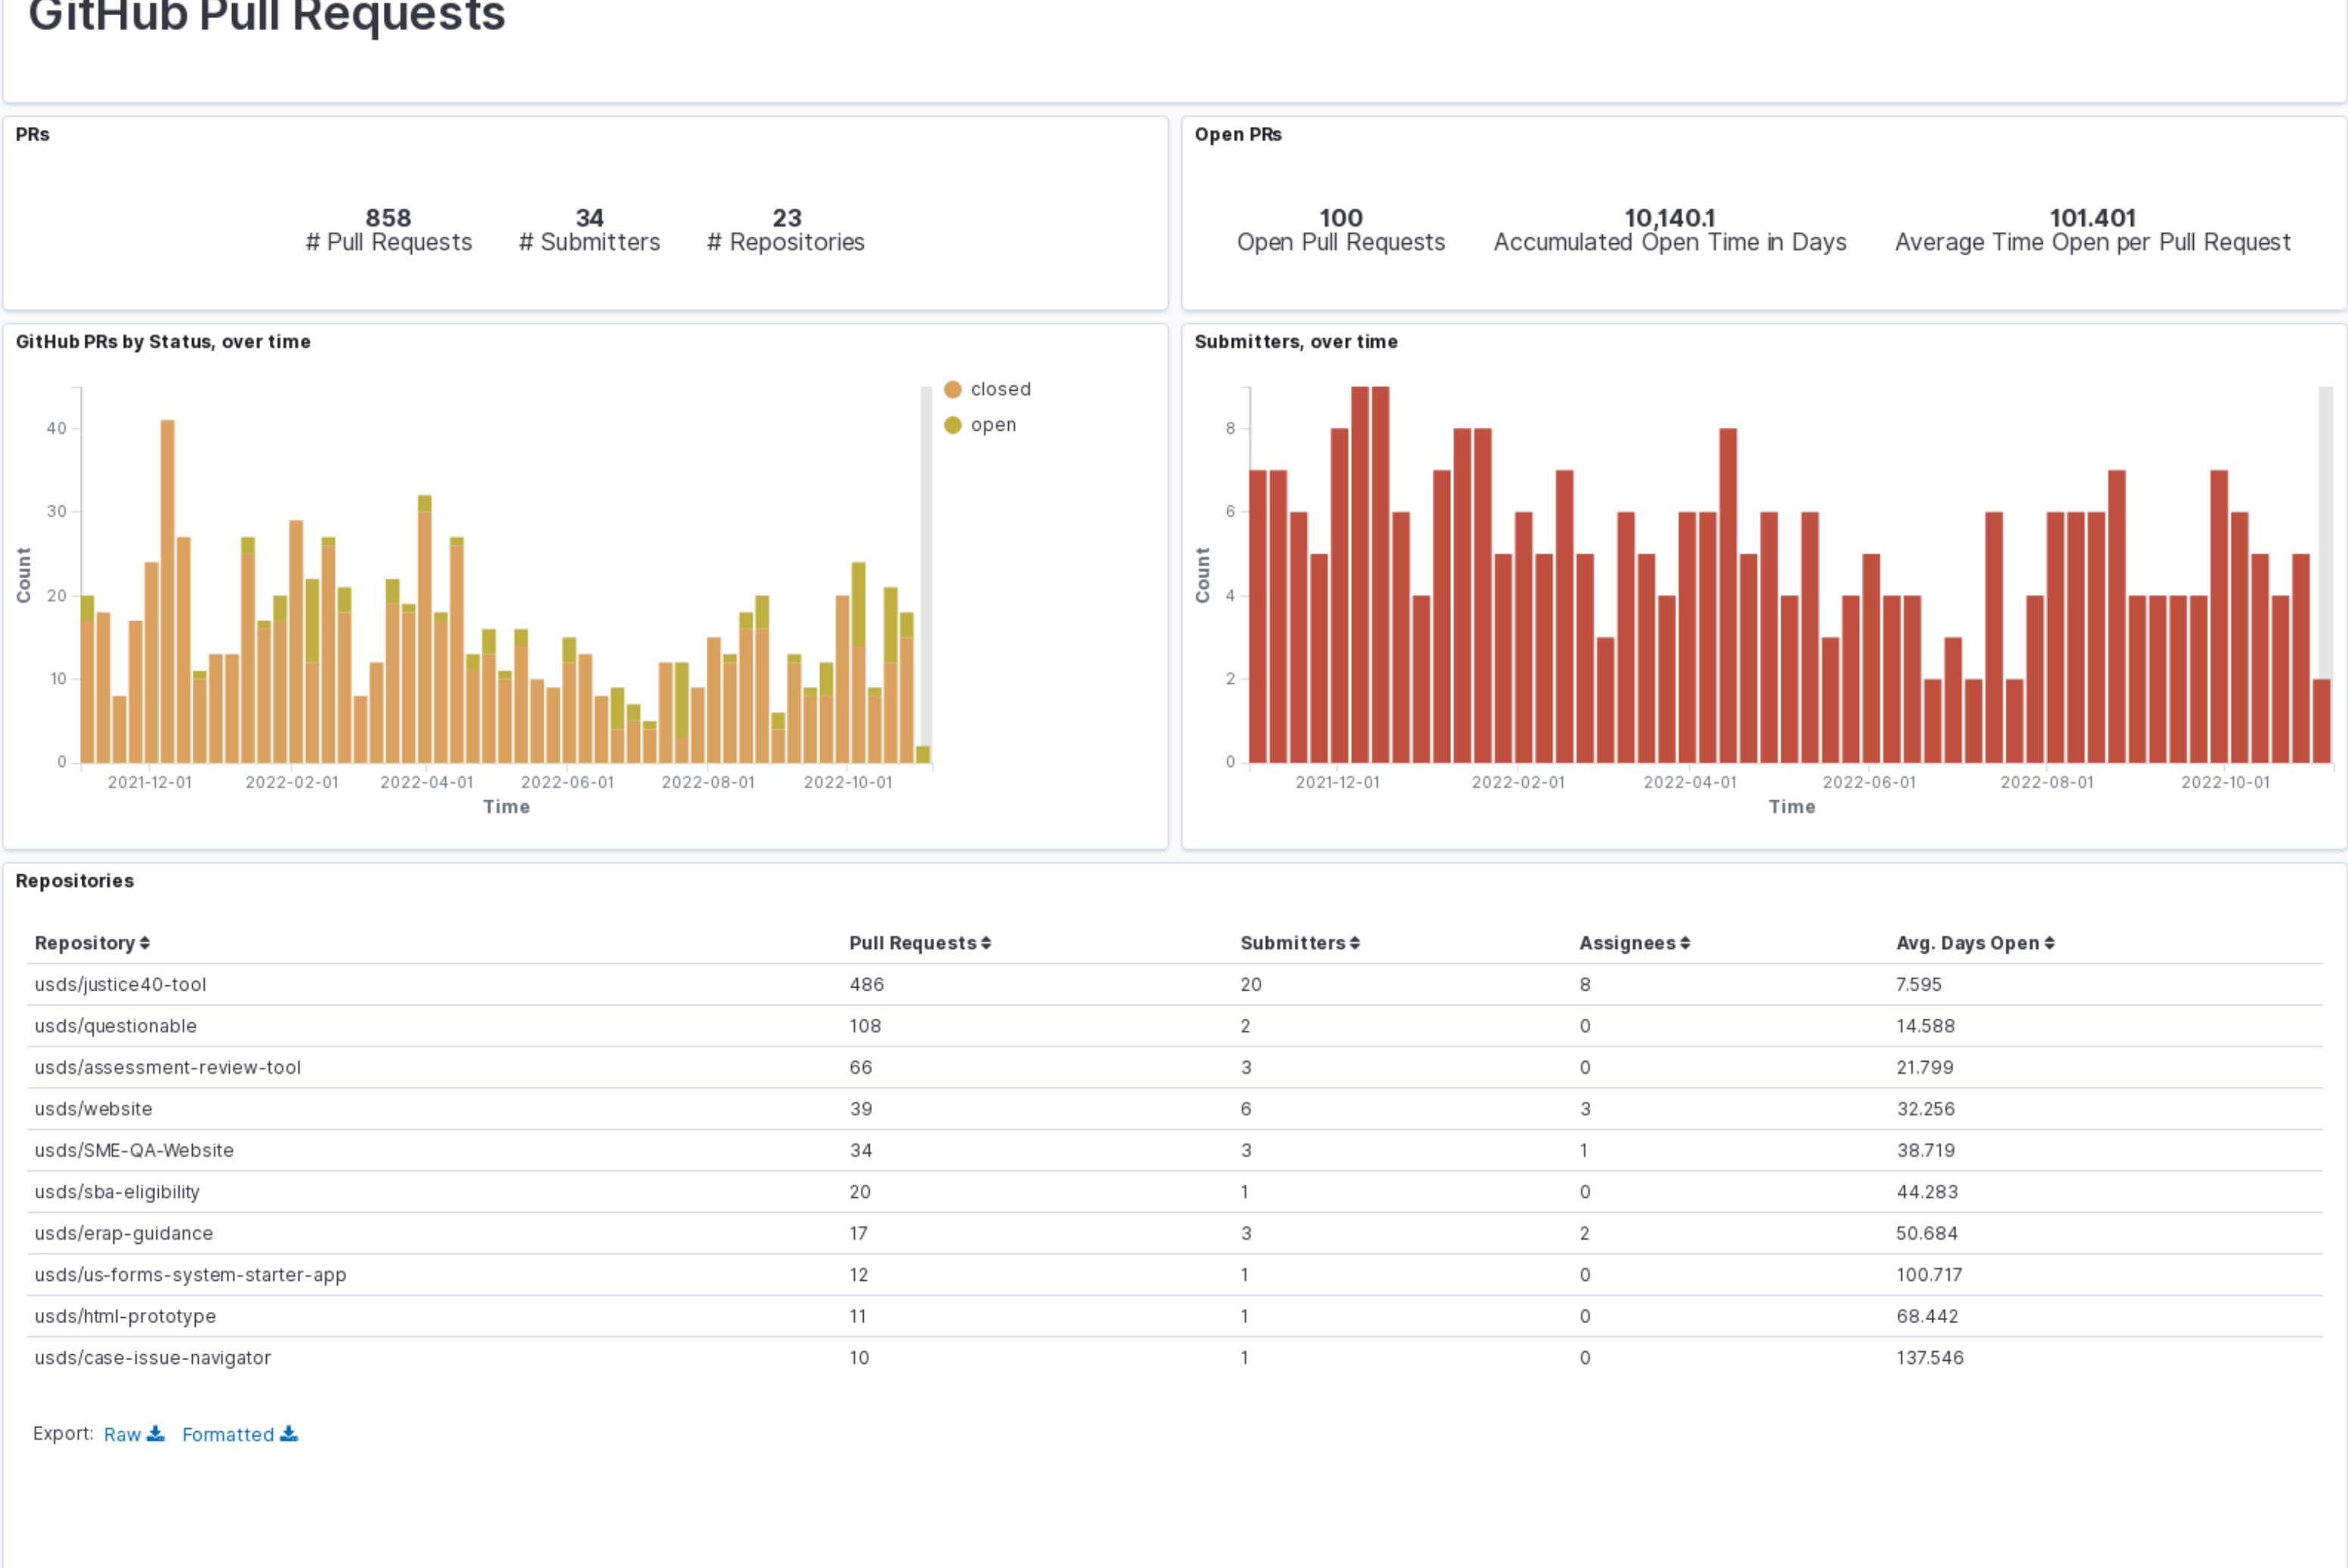 GitHub Pull Requests
PRs
858 34 23
# Pull Requests # Submitters # Repositories
Open PRs
100 10,140.1 101.401
Open Pull Requests Accumulated Open Time in Days Average Time Open per Pull Request
GitHub PRs by Status, over time
closed
open
40
30
20
10
0
Count
2021-12-01 2022-02-01 2022-04-01 2022-06-01 2022-08-01 2022-10-01
Time
Submitters, over time
8
6
4
2
0
Count
2021-12-01 2022-02-01 2022-04-01 2022-06-01 2022-08-01 2022-10-01
Time
Repositories
Repository Pull Requests Submitters Assignees Avg. Days Open
usds/justice40-tool 486 20 8 7.595
usds/questionable 108 2 0 14.588
usds/assessment-review-tool 66 3 0 21.799
usds/website 39 6 3 32.256
usds/SME-QA-Website 34 3 1 38.719
usds/sba-eligibility 20 1 0 44.283
usds/erap-guidance 17 3 2 50.684
usds/us-forms-system-starter-app 12 1 0 100.717
usds/html-prototype 11 1 0 68.442
usds/case-issue-navigator 10 1 0 137.546
Export: Raw Formatted